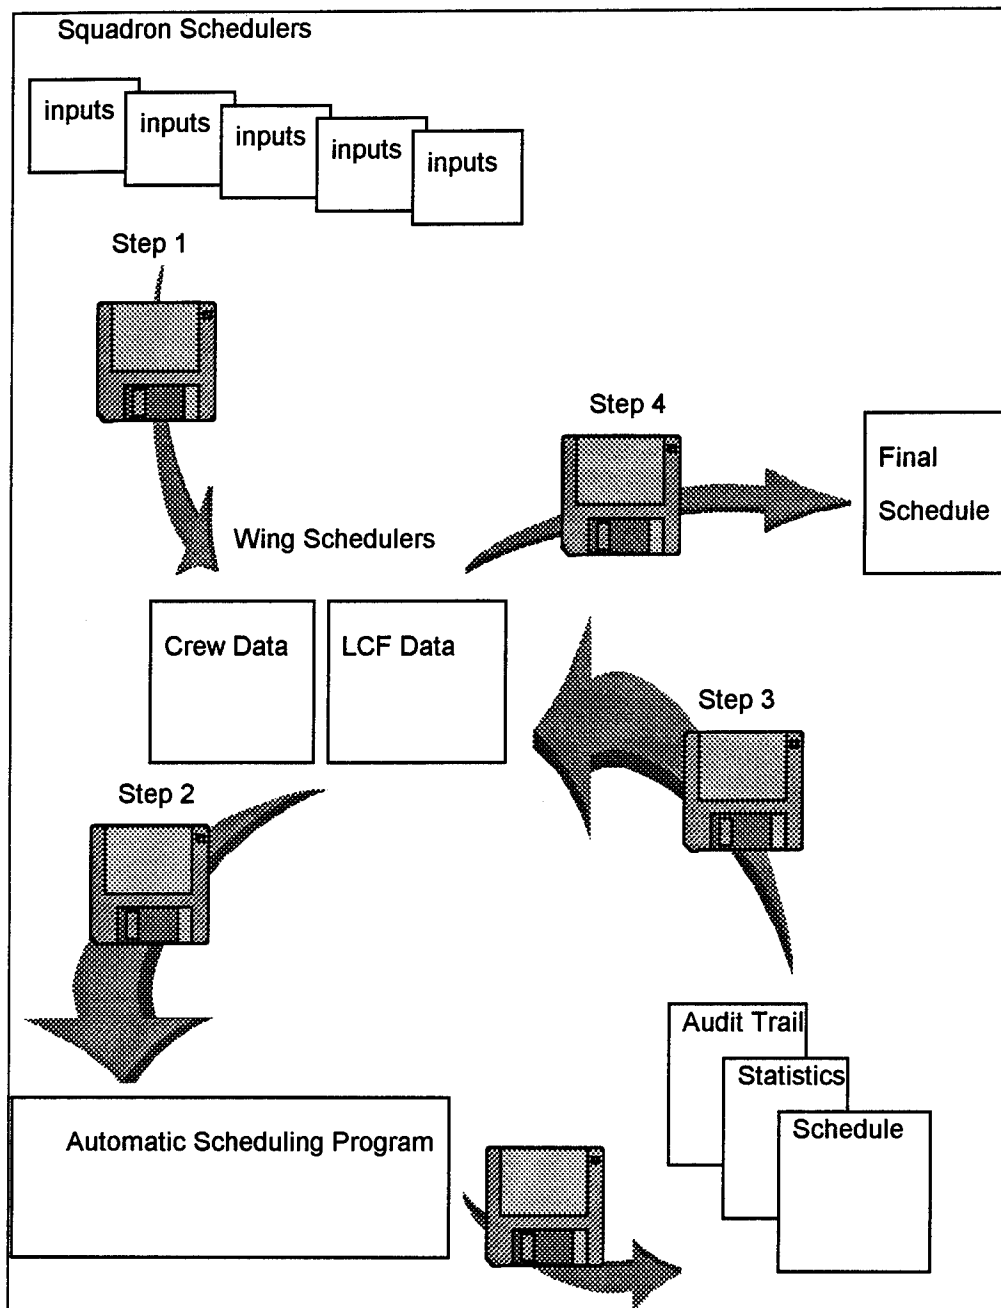 Squadron Schedulers
inputs
inputs
inputs
inputs
inputs
Step 1
Step 4
Final
Schedule
Wing Schedulers
Crew Data
LCF Data
Step 3
Step 2
Audit Trail
Statistics
Schedule
Automatic Scheduling Program